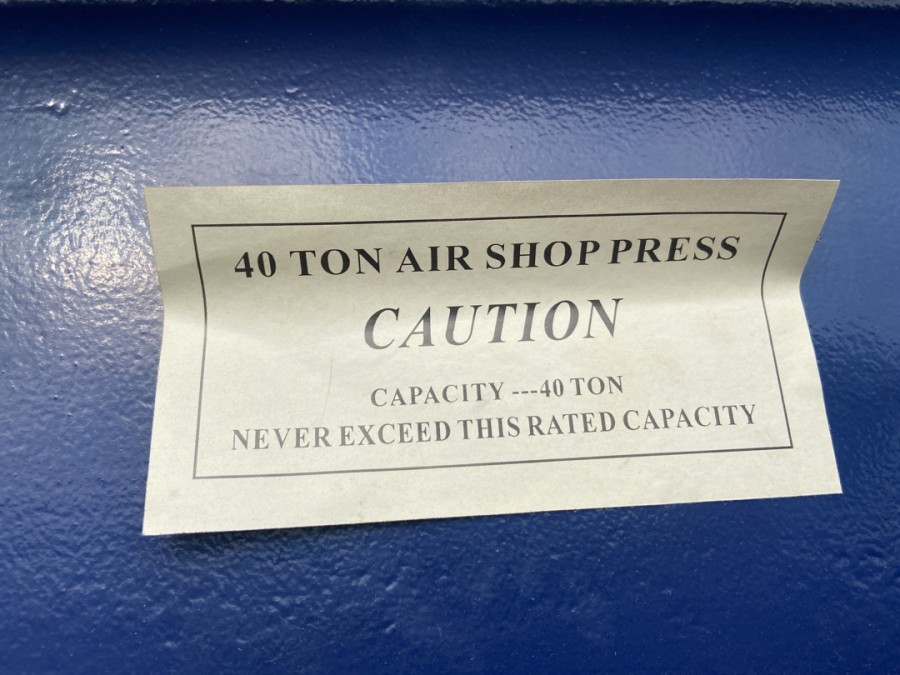 40 TON AIR SHOP PRESS
CAUTION
CAPACITY ---40 TON
NEVER EXCEED THIS RATED CAPACITY